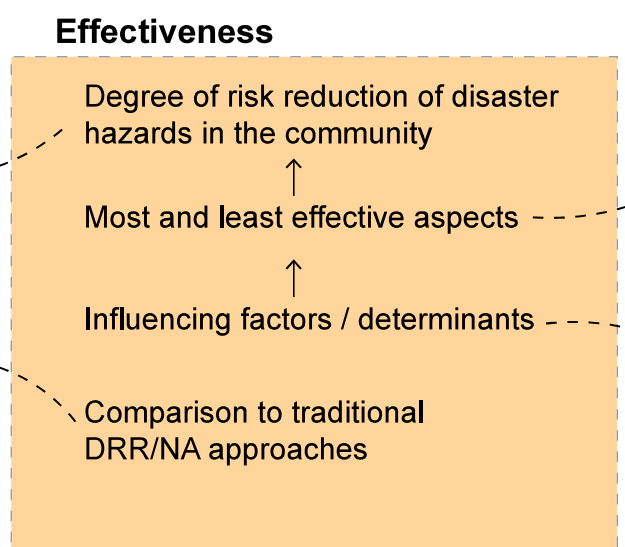 Effectiveness
Degree of risk reduction of disaster
hazards in the community
Most and least effective aspects
Influencing factors / determinants
Comparison to traditional
DRR/NA approaches